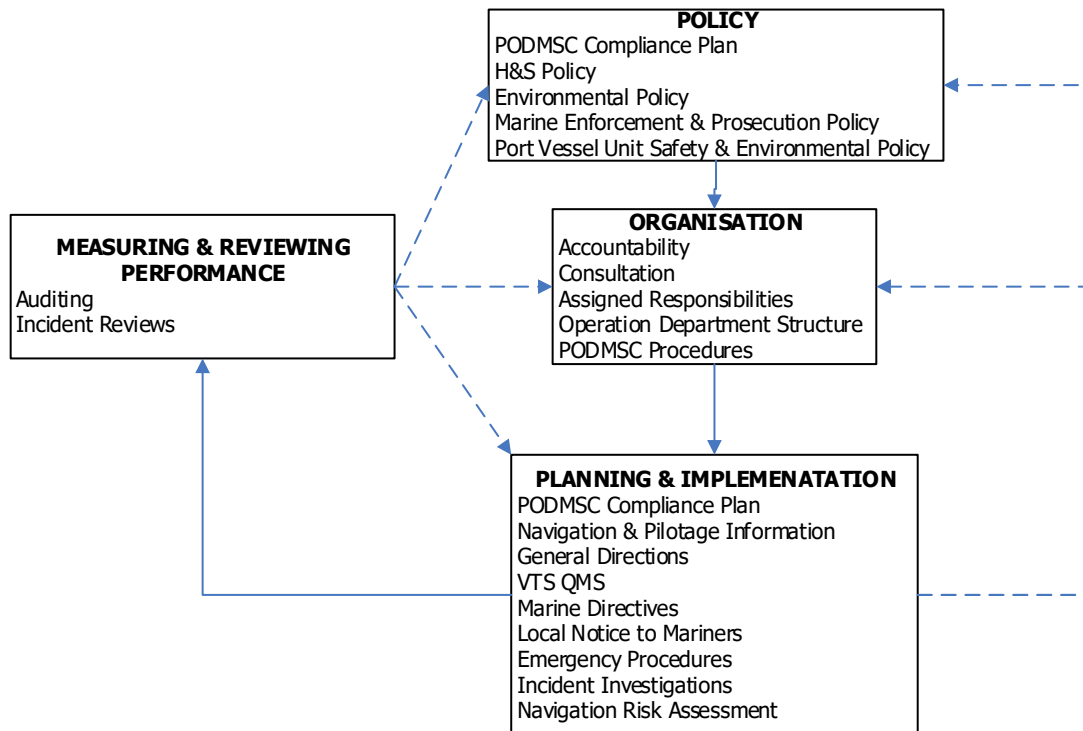 POLICY
PODMSC Compliance Plan
H&S Policy
Environmental Policy
Marine Enforcement & Prosecution Policy
Port Vessel Unit Safety & Environmental Policy
ORGANISATION
Accountability
Consultation
Assigned Responsibilities
Operation Department Structure
PODMSC Procedures
MEASURING & REVIEWING
PERFORMANCE
Auditing
Incident Reviews
PLANNING & IMPLEMENATATION
PODMSC Compliance Plan
Navigation & Pilotage Information
General Directions
VTS QMS
Marine Directives
Local Notice to Mariners
Emergency Procedures
Incident Investigations
Navigation Risk Assessment